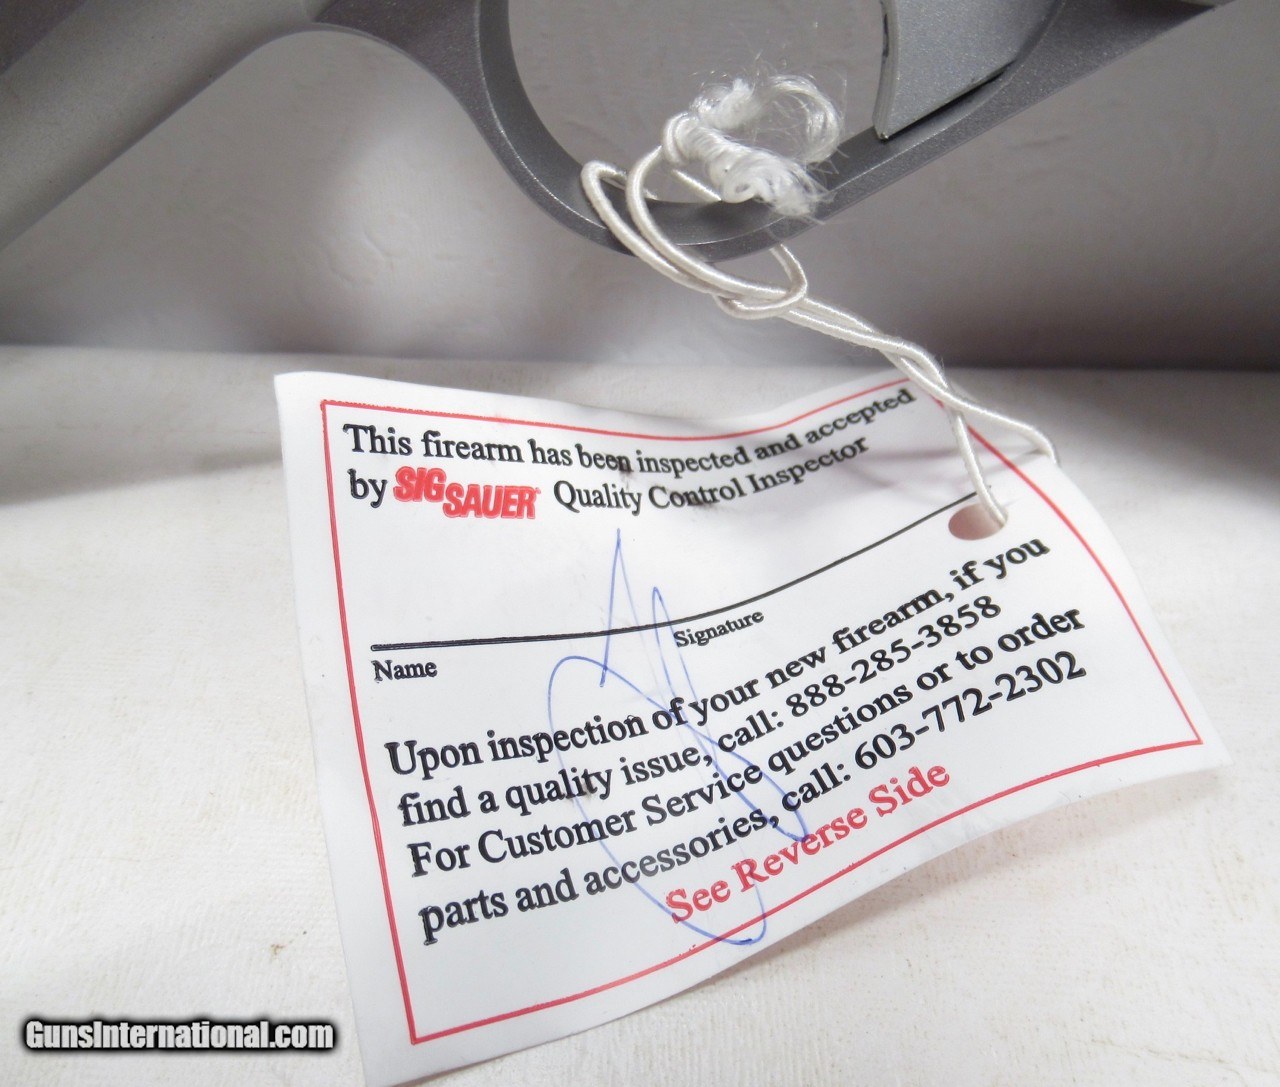 This firearm has been inspected and accepted
by SIG SAUER Quality Control Inspector
Name Signature
Upon inspection of your new firearm, if you
find a quality issue, call: 888-285-3858
For Customer Service questions or to order
parts and accessories, call: 603-772-2302
See Reverse Side
GunsInternational.com